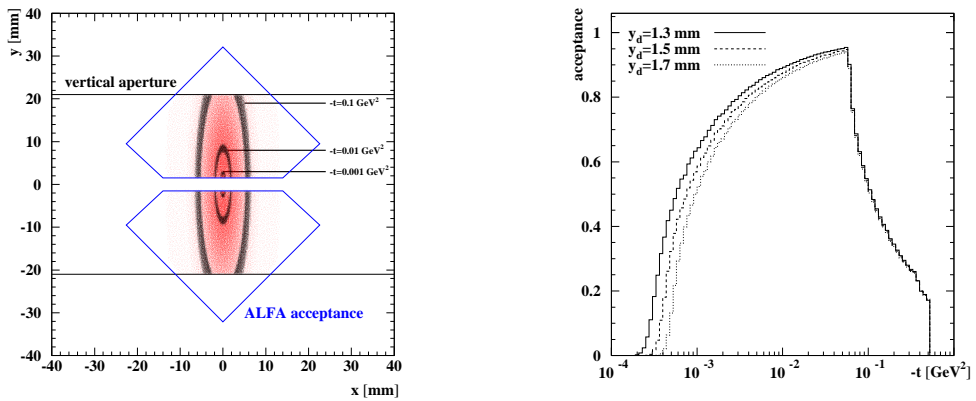 y [mm]
40
30
20
10
0
-10
-20
-30
-40
vertical aperture
-t=0.1 GeV²
-t=0.01 GeV²
-t=0.001 GeV²
ALFA acceptance
-40 -30 -20 -10 0 10 20 30 40
x [mm]
acceptance
1
0.8
0.6
0.4
0.2
0
y_d=1.3 mm
y_d=1.5 mm
y_d=1.7 mm
10⁻⁴ 10⁻³ 10⁻² 10⁻¹ 1
-t [GeV²]